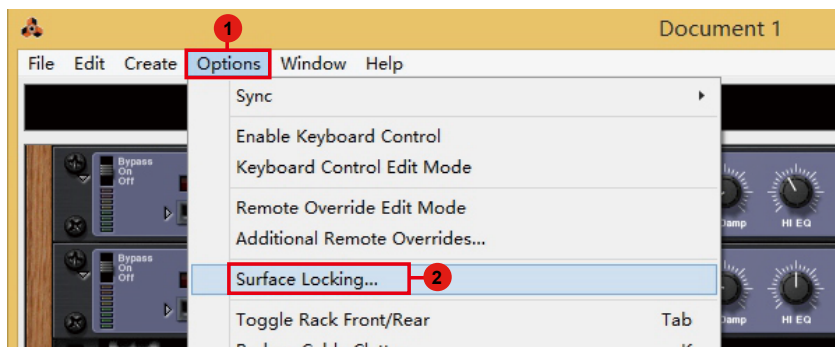 1
Document 1
File Edit Create Options Window Help
Sync
Enable Keyboard Control
Keyboard Control Edit Mode
Bypass
On
Off
Remote Override Edit Mode
Damp HI EQ
Additional Remote Overrides...
Bypass
On
Off
Surface Locking... 2
Toggle Rack Front/Rear Tab
Damp HI EQ